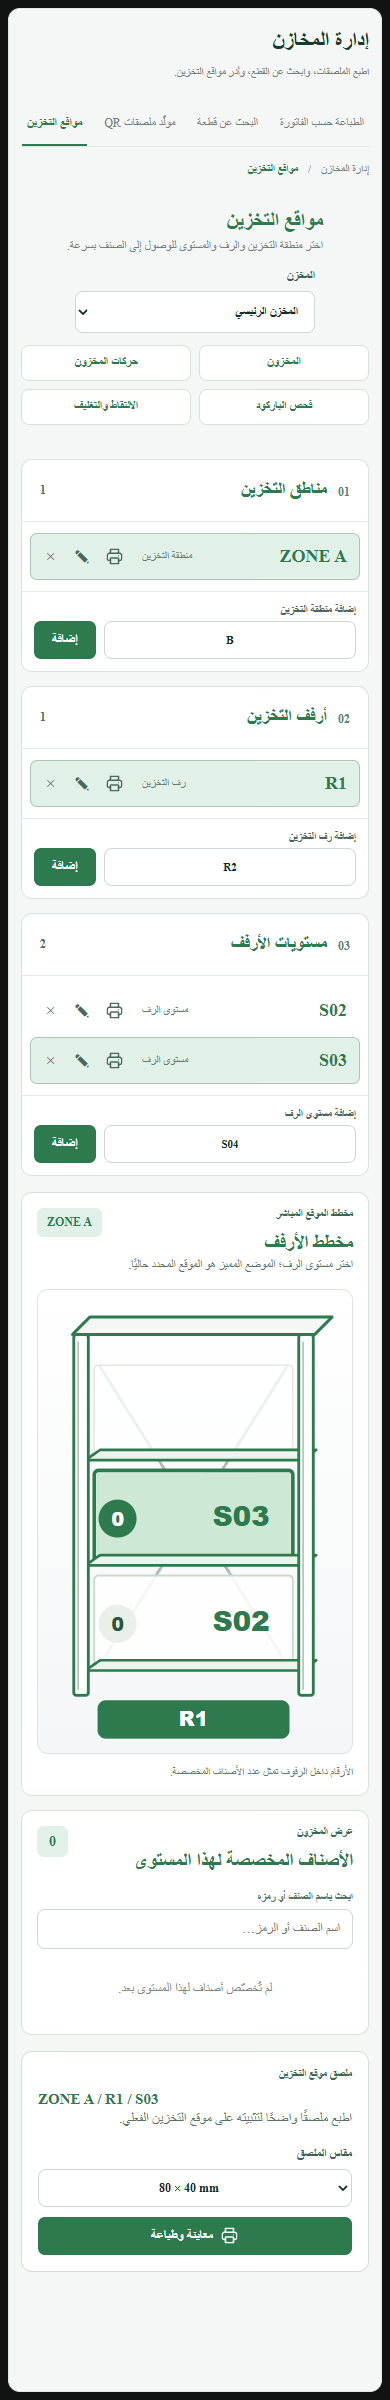 إدارة المخازن
اطبع الملصقات، وابحث عن القطع، وأدر مواقع التخزين.
الطباعة حسب الفاتورة
البحث عن قطعة
مولّد ملصقات QR
مواقع التخزين
إدارة المخازن / مواقع التخزين
مواقع التخزين
اختر منطقة التخزين والرف والمستوى للوصول إلى الصنف بسرعة.
المخزن
المخزن الرئيسي
المخزون
حركات المخزون
فحص الباركود
الالتقاط والتغليف
01 مناطق التخزين 1
ZONE A منطقة التخزين ×
إضافة منطقة التخزين
B إضافة
02 أرفف التخزين 1
R1 رف التخزين ×
إضافة رف التخزين
R2 إضافة
03 مستويات الأرفف 2
S02 مستوى الرف ×
S03 مستوى الرف ×
إضافة مستوى الرف
S04 إضافة
مخطط الموقع المباشر
ZONE A
مخطط الأرفف
اختر مستوى الرف؛ الموضع المميز هو الموقع المحدد حاليًا.
0 S03
0 S02
R1
الأرقام داخل الرفوف تمثل عدد الأصناف المخصصة.
عرض المخزون
0
الأصناف المخصصة لهذا المستوى
ابحث باسم الصنف أو رمزه
اسم الصنف أو الرمز...
لم تُخصَّص أصناف لهذا المستوى بعد.
ملصق موقع التخزين
ZONE A / R1 / S03
اطبع ملصقًا واضحًا لتثبيته على موقع التخزين الفعلي.
مقاس الملصق
80 × 40 mm
معاينة وطباعة